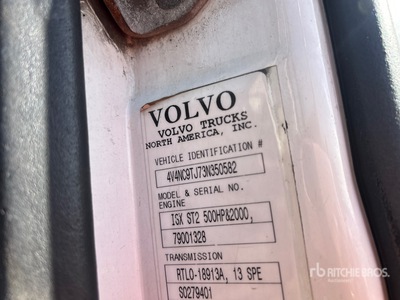 VOLVO
VOLVO TRUCKS
NORTH AMERICA, INC.
VEHICLE IDENTIFICATION #
4V4NC9TJ73N350582
MODEL & SERIAL NO.
ENGINE
ISX ST2 500HP&2000,
79001328
TRANSMISSION
RTLO-18913A, 13 SPE
S0279401
rb RITCHIE BROS.